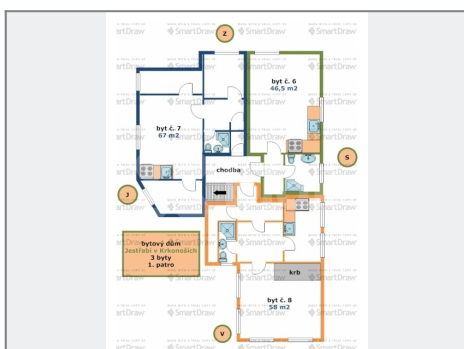 Z
byt č. 6
46,5 m2
byt č. 7
67 m2
S
chodba
J
bytový dům
Jestřabí v Krkonoších
3 byty
1. patro
krb
byt č. 8
58 m2
V
SmartDraw